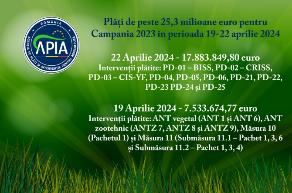 APIA
Plăți de peste 25,3 milioane euro pentru
Campania 2023 în perioada 19-22 aprilie 2024
22 Aprilie 2024 - 17.883.849,80 euro
Intervenții plătite: PD-01 – BISS, PD-02 – CRISS,
PD-03 – CIS-YF, PD-04, PD-05, PD-06, PD-21, PD-22,
PD-23 PD-24 și PD-25
19 Aprilie 2024 - 7.533.674,77 euro
Intervenții plătite: ANT vegetal (ANT 1 și ANT 6), ANT
zootehnic (ANTZ 7, ANTZ 8 și ANTZ 9), Măsura 10
(Pachetul 1) și Măsura 11 (Submăsura 11.1 – Pachet 1, 3, 6
și Submăsura 11.2 – Pachet 1, 3, 4)